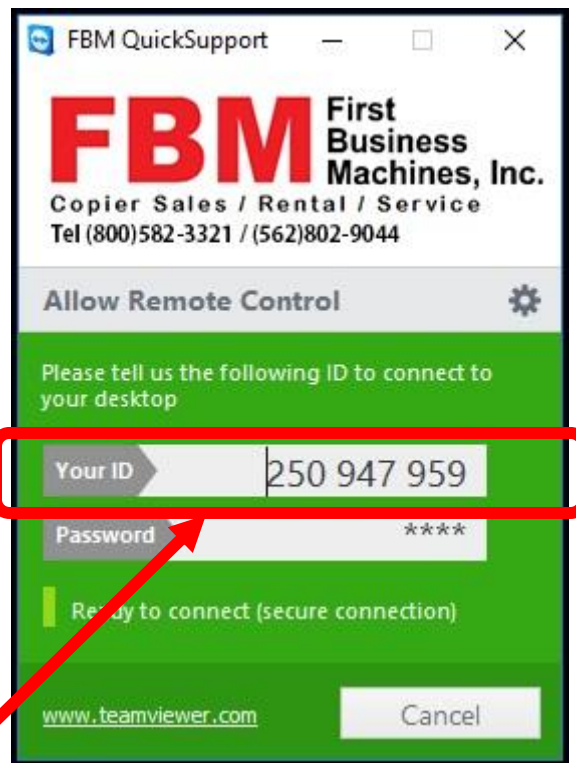 FBM QuickSupport
FBM
First
Business
Machines, Inc.
Copier Sales / Rental / Service
Tel (800)582-3321 / (562)802-9044
Allow Remote Control
Please tell us the following ID to connect to
your desktop
Your ID 250 947 959
Password ****
Ready to connect (secure connection)
www.teamviewer.com Cancel